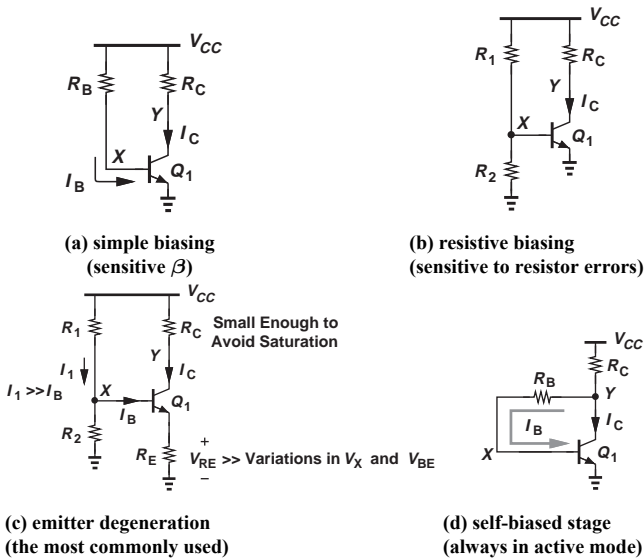 V_CC
R_B
R_C
Y
I_C
X
Q_1
I_B
(a) simple biasing
(sensitive β)
V_CC
R_1
R_C
Y
I_C
X
Q_1
R_2
(b) resistive biasing
(sensitive to resistor errors)
V_CC
R_1
R_C
Small Enough to
Avoid Saturation
Y
I_1
I_C
I_1 >> I_B
X
Q_1
I_B
R_2
R_E
+
V_RE >> Variations in V_X and V_BE
–
(c) emitter degeneration
(the most commonly used)
V_CC
R_C
R_B
Y
I_B
I_C
X
Q_1
(d) self-biased stage
(always in active mode)